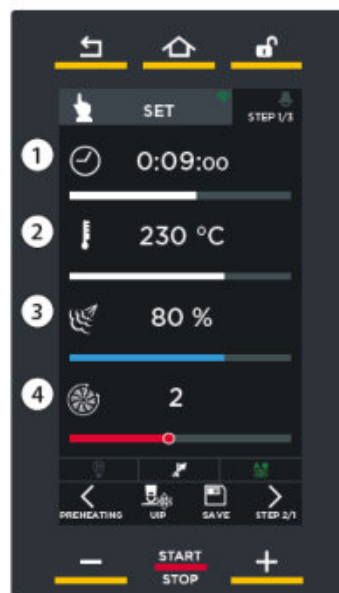 SET
STEP 1/3
1
0:09:00
2
230 °C
3
80 %
4
2
PREHEATING
UIP
SAVE
STEP 2/1
− START +
STOP